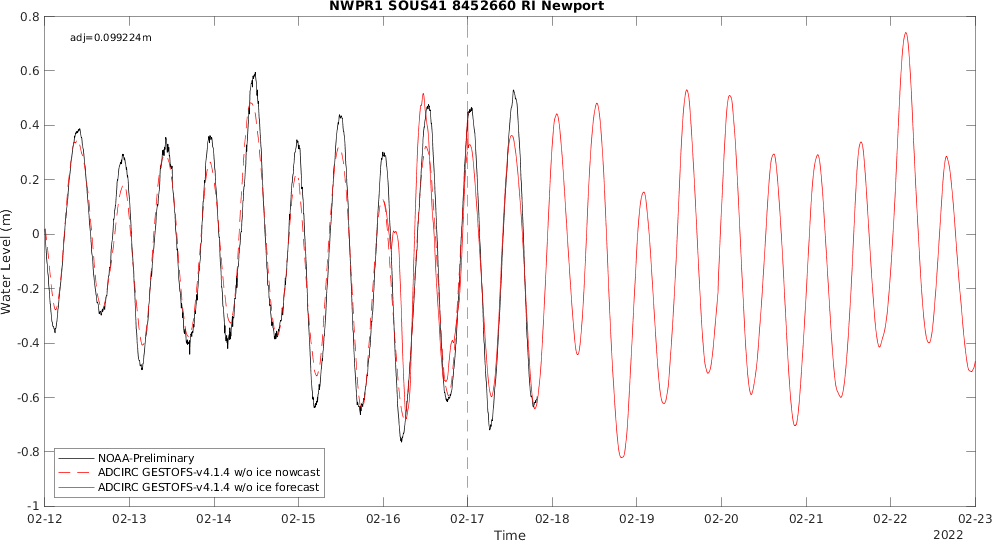 NWPR1 SOUS41 8452660 RI Newport
adj=0.099224m
0.8
0.6
0.4
0.2
0
-0.2
-0.4
-0.6
-0.8
-1
Water Level (m)
NOAA-Preliminary
ADCIRC GESTOFS-v4.1.4 w/o ice nowcast
ADCIRC GESTOFS-v4.1.4 w/o ice forecast
02-12 02-13 02-14 02-15 02-16 02-17 02-18 02-19 02-20 02-21 02-22 02-23
Time
2022